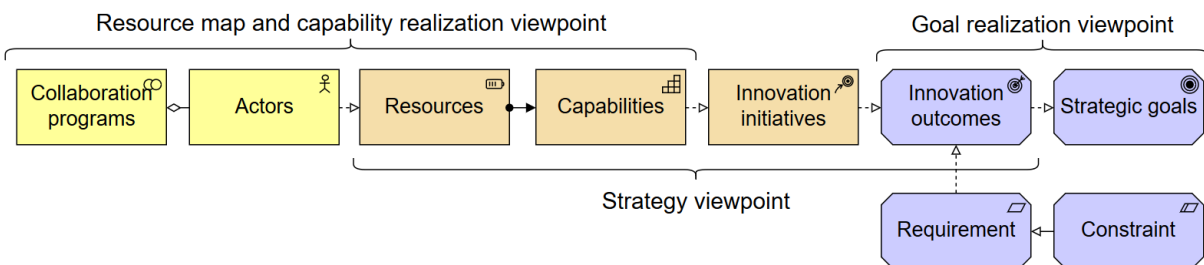 Resource map and capability realization viewpoint
Goal realization viewpoint
Collaboration
programs
Actors
Resources
Capabilities
Innovation
initiatives
Innovation
outcomes
Strategic goals
Strategy viewpoint
Requirement
Constraint